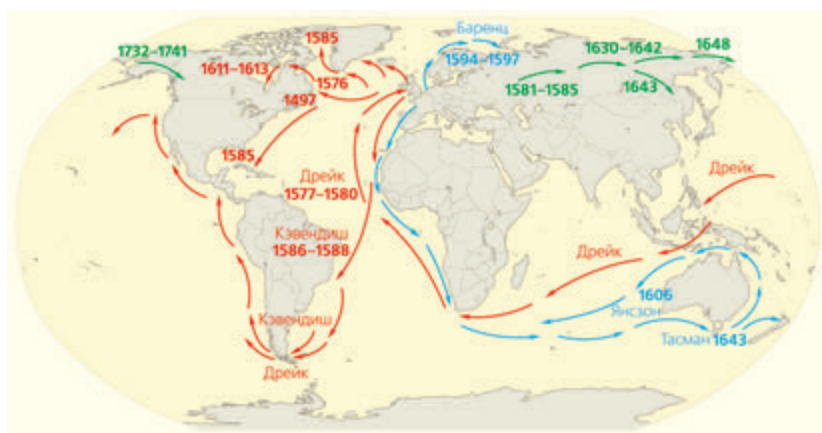 Баренц
1585
1732–1741
1630–1642
1648
1594–1597
1611–1613
1576
1581–1585
1643
1497
1585
Дрейк
1577–1580
Дрейк
Кэвендиш
1586–1588
Дрейк
1606
Янсзон
Кэвендиш
Тасман 1643
Дрейк